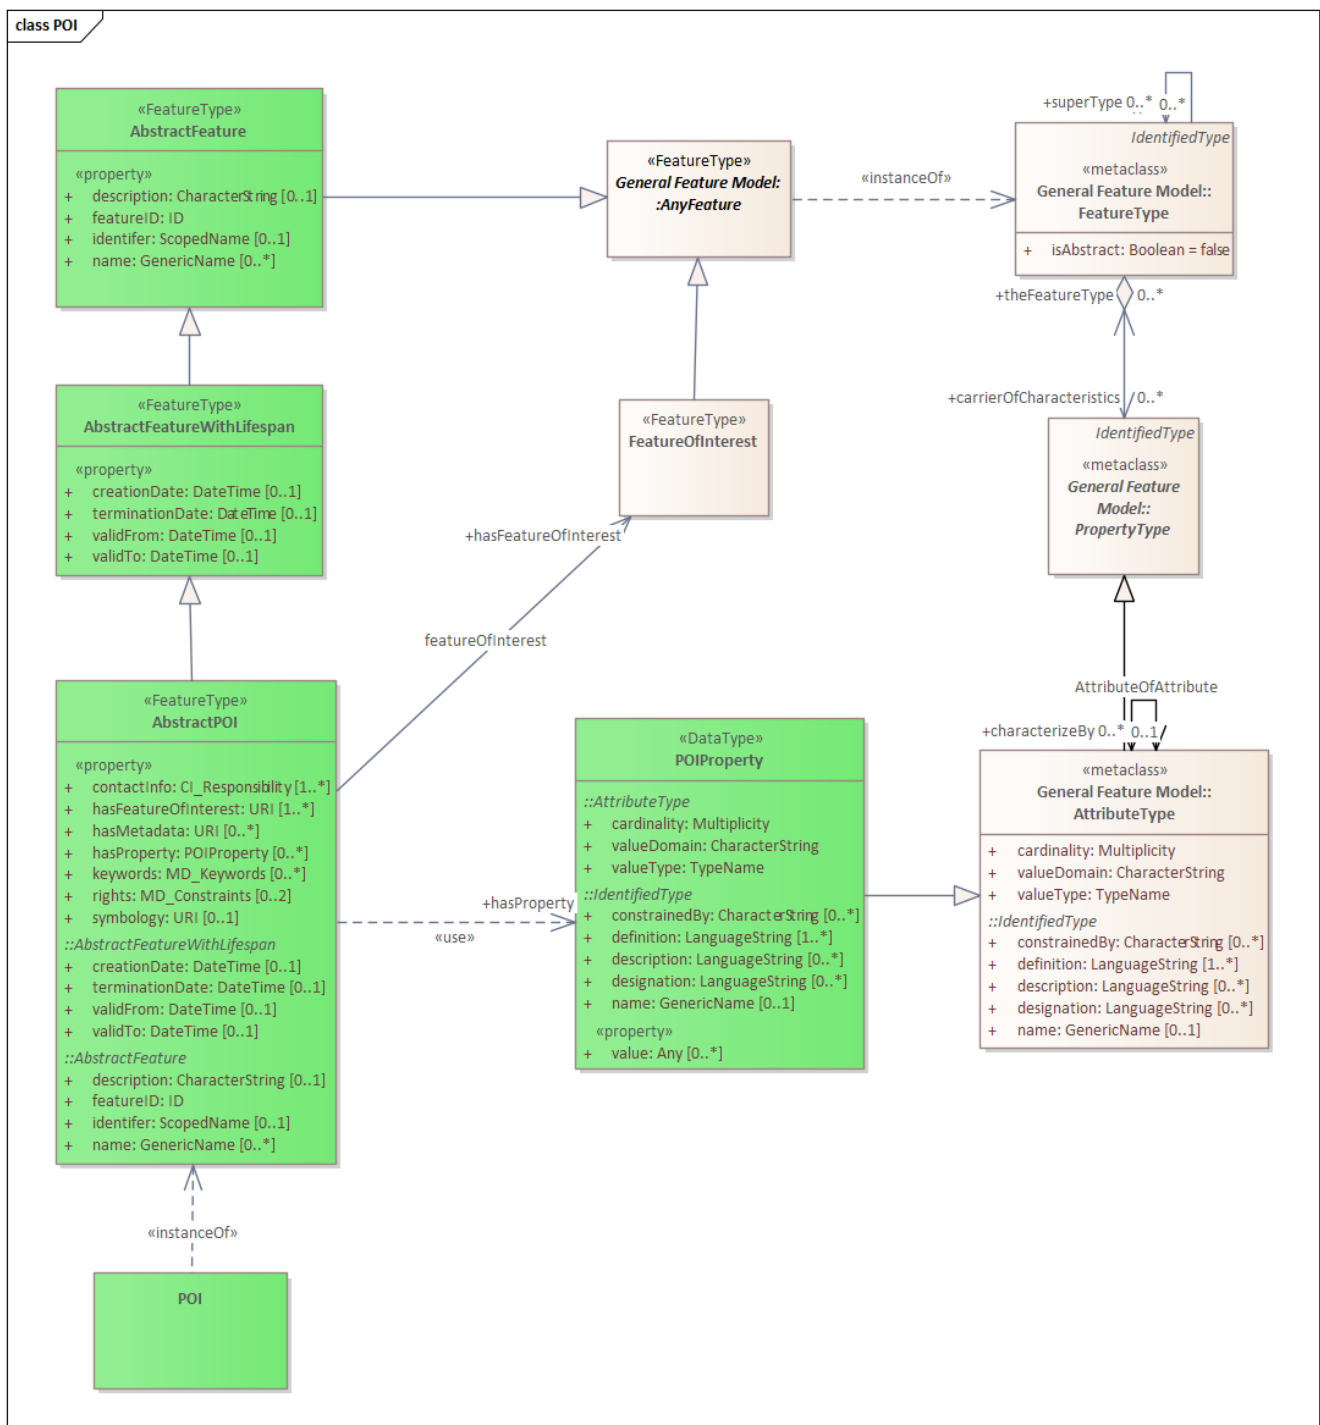 class POI
«FeatureType»
AbstractFeature
«property»
+ description: CharacterString [0..1]
+ featureID: ID
+ identifer: ScopedName [0..1]
+ name: GenericName [0..*]
«FeatureType»
General Feature Model:
:AnyFeature
«instanceOf»
+superType 0..* 0..*
IdentifiedType
«metaclass»
General Feature Model::
FeatureType
+ isAbstract: Boolean = false
+theFeatureType 0..*
+carrierOfCharacteristics 0..*
«FeatureType»
AbstractFeatureWithLifespan
«property»
+ creationDate: DateTime [0..1]
+ terminationDate: DateTime [0..1]
+ validFrom: DateTime [0..1]
+ validTo: DateTime [0..1]
«FeatureType»
FeatureOfInterest
IdentifiedType
«metaclass»
General Feature
Model::
PropertyType
+hasFeatureOfInterest
featureOfInterest
AttributeOfAttribute
+characterizeBy 0..* 0..1
«FeatureType»
AbstractPOI
«property»
+ contactInfo: CI_Responsibility [1..*]
+ hasFeatureOfInterest: URI [1..*]
+ hasMetadata: URI [0..*]
+ hasProperty: POIProperty [0..*]
+ keywords: MD_Keywords [0..*]
+ rights: MD_Constraints [0..2]
+ symbology: URI [0..1]
::AbstractFeatureWithLifespan
+ creationDate: DateTime [0..1]
+ terminationDate: DateTime [0..1]
+ validFrom: DateTime [0..1]
+ validTo: DateTime [0..1]
::AbstractFeature
+ description: CharacterString [0..1]
+ featureID: ID
+ identifer: ScopedName [0..1]
+ name: GenericName [0..*]
+hasProperty
«use»
«DataType»
POIProperty
::AttributeType
+ cardinality: Multiplicity
+ valueDomain: CharacterString
+ valueType: TypeName
::IdentifiedType
+ constrainedBy: CharacterString [0..*]
+ definition: LanguageString [1..*]
+ description: LanguageString [0..*]
+ designation: LanguageString [0..*]
+ name: GenericName [0..1]
«property»
+ value: Any [0..*]
«metaclass»
General Feature Model::
AttributeType
+ cardinality: Multiplicity
+ valueDomain: CharacterString
+ valueType: TypeName
::IdentifiedType
+ constrainedBy: CharacterString [0..*]
+ definition: LanguageString [1..*]
+ description: LanguageString [0..*]
+ designation: LanguageString [0..*]
+ name: GenericName [0..1]
«instanceOf»
POI